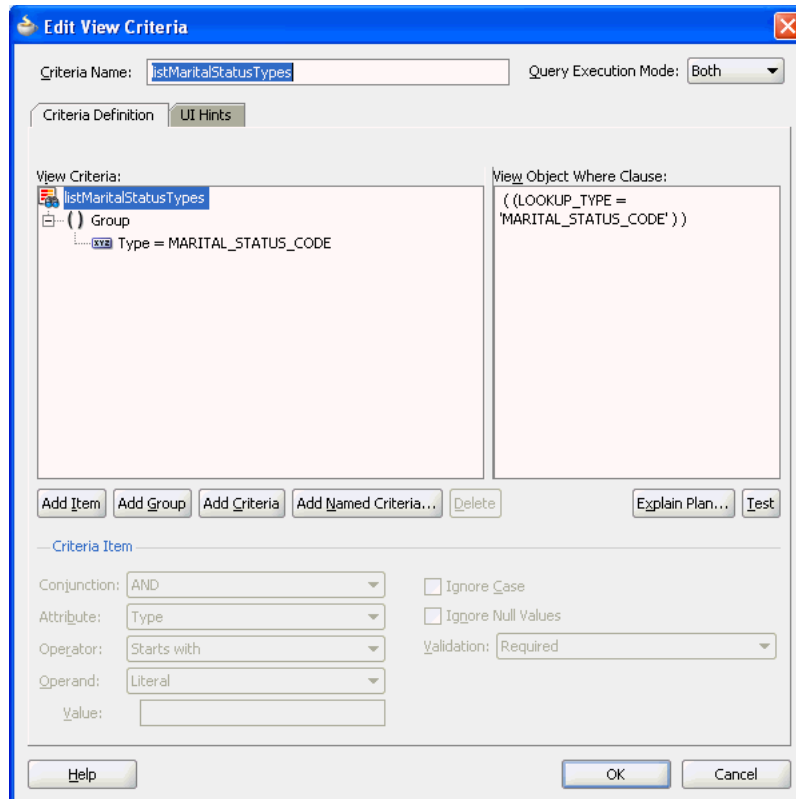 Edit View Criteria
Criteria Name: listMaritalStatusTypes Query Execution Mode: Both
Criteria Definition UI Hints
View Criteria: View Object Where Clause:
listMaritalStatusTypes
( ) Group
Type = MARITAL_STATUS_CODE
( (LOOKUP_TYPE =
'MARITAL_STATUS_CODE' ) )
Add Item Add Group Add Criteria Add Named Criteria... Delete Explain Plan... Test
Criteria Item
Conjunction: AND Ignore Case
Attribute: Type Ignore Null Values
Operator: Starts with Validation: Required
Operand: Literal
Value:
Help OK Cancel